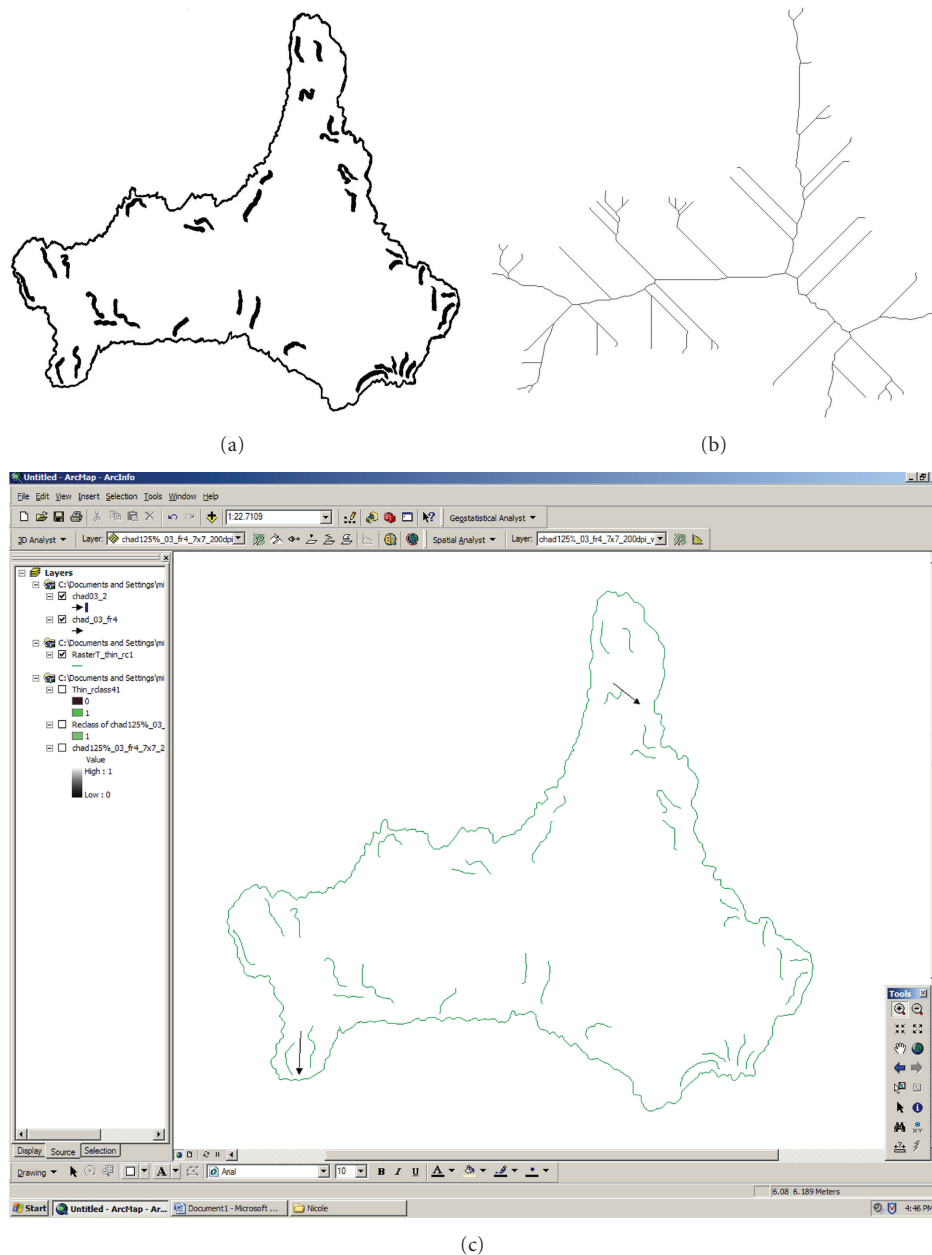 (a)
(b)
Untitled - ArcMap - ArcInfo
File Edit View Insert Selection Tools Window Help
1:22.7109
Geostatistical Analyst
3D Analyst Layer: chad125%_03_fr4_7x7_200dpi Spatial Analyst Layer: chad125%_03_fr4_7x7_200dpi_v
Layers
C:\Documents and Settings\mi
chad03_2
chad_03_fr4
C:\Documents and Settings\mi
RasterT_thin_rc1
C:\Documents and Settings\mi
Thin_rclass41
0
1
Reclass of chad125%_03_
1
chad125%_03_fr4_7x7_2
Value
High : 1
Low : 0
Tools
XY
Display Source Selection
Drawing A Arial 10 B I U A
6.08 6.189 Meters
Start Untitled - ArcMap - Ar... Document1 - Microsoft ... Nicole 4:46 PM
(c)